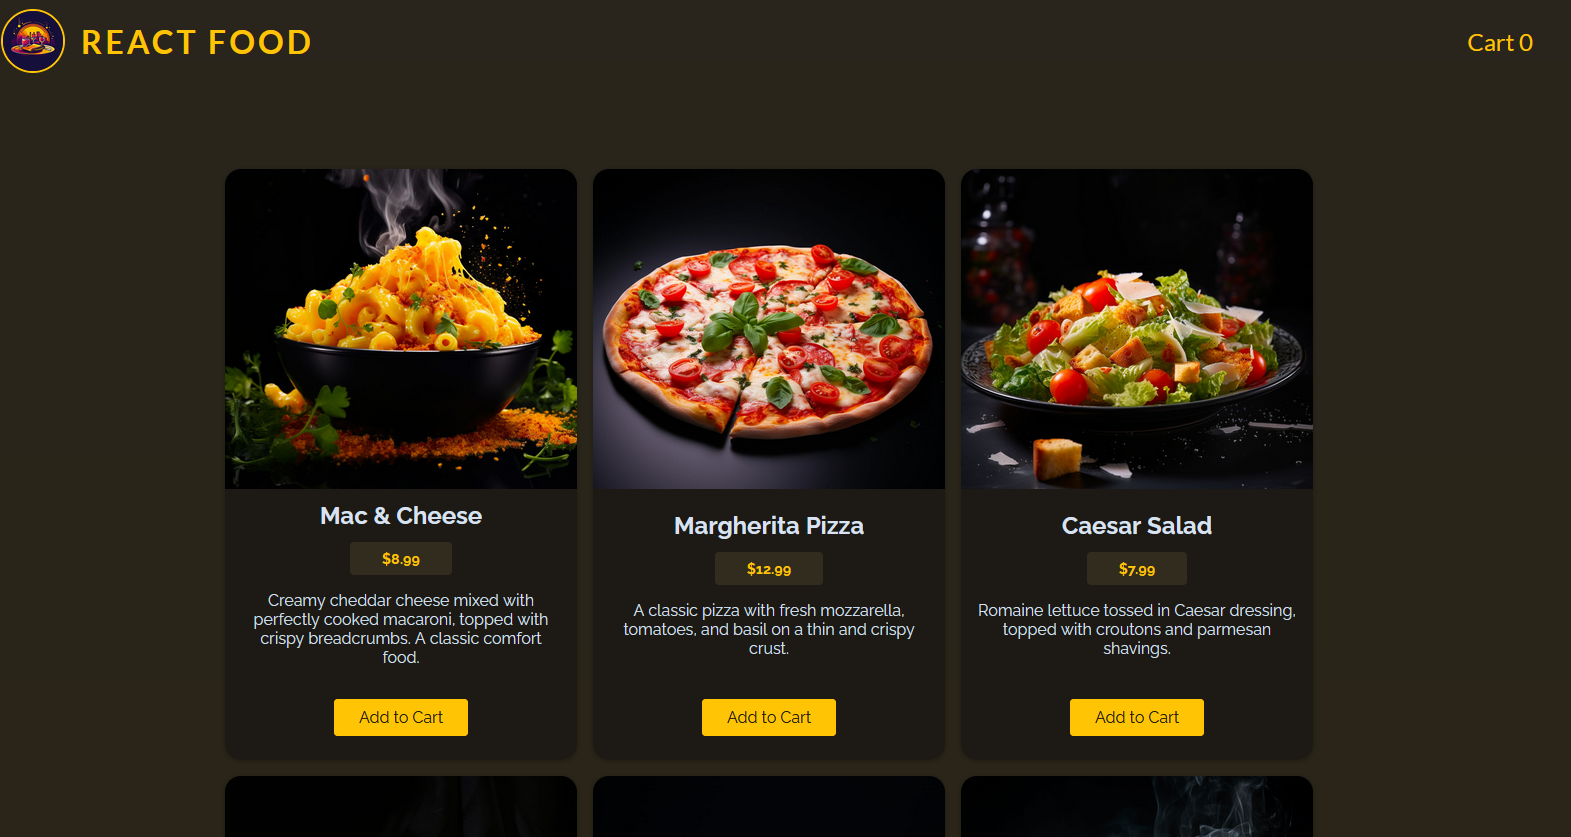 REACT FOOD
Cart 0
Mac & Cheese
$8.99
Creamy cheddar cheese mixed with
perfectly cooked macaroni, topped with
crispy breadcrumbs. A classic comfort
food.
Add to Cart
Margherita Pizza
$12.99
A classic pizza with fresh mozzarella,
tomatoes, and basil on a thin and crispy
crust.
Add to Cart
Caesar Salad
$7.99
Romaine lettuce tossed in Caesar dressing,
topped with croutons and parmesan
shavings.
Add to Cart